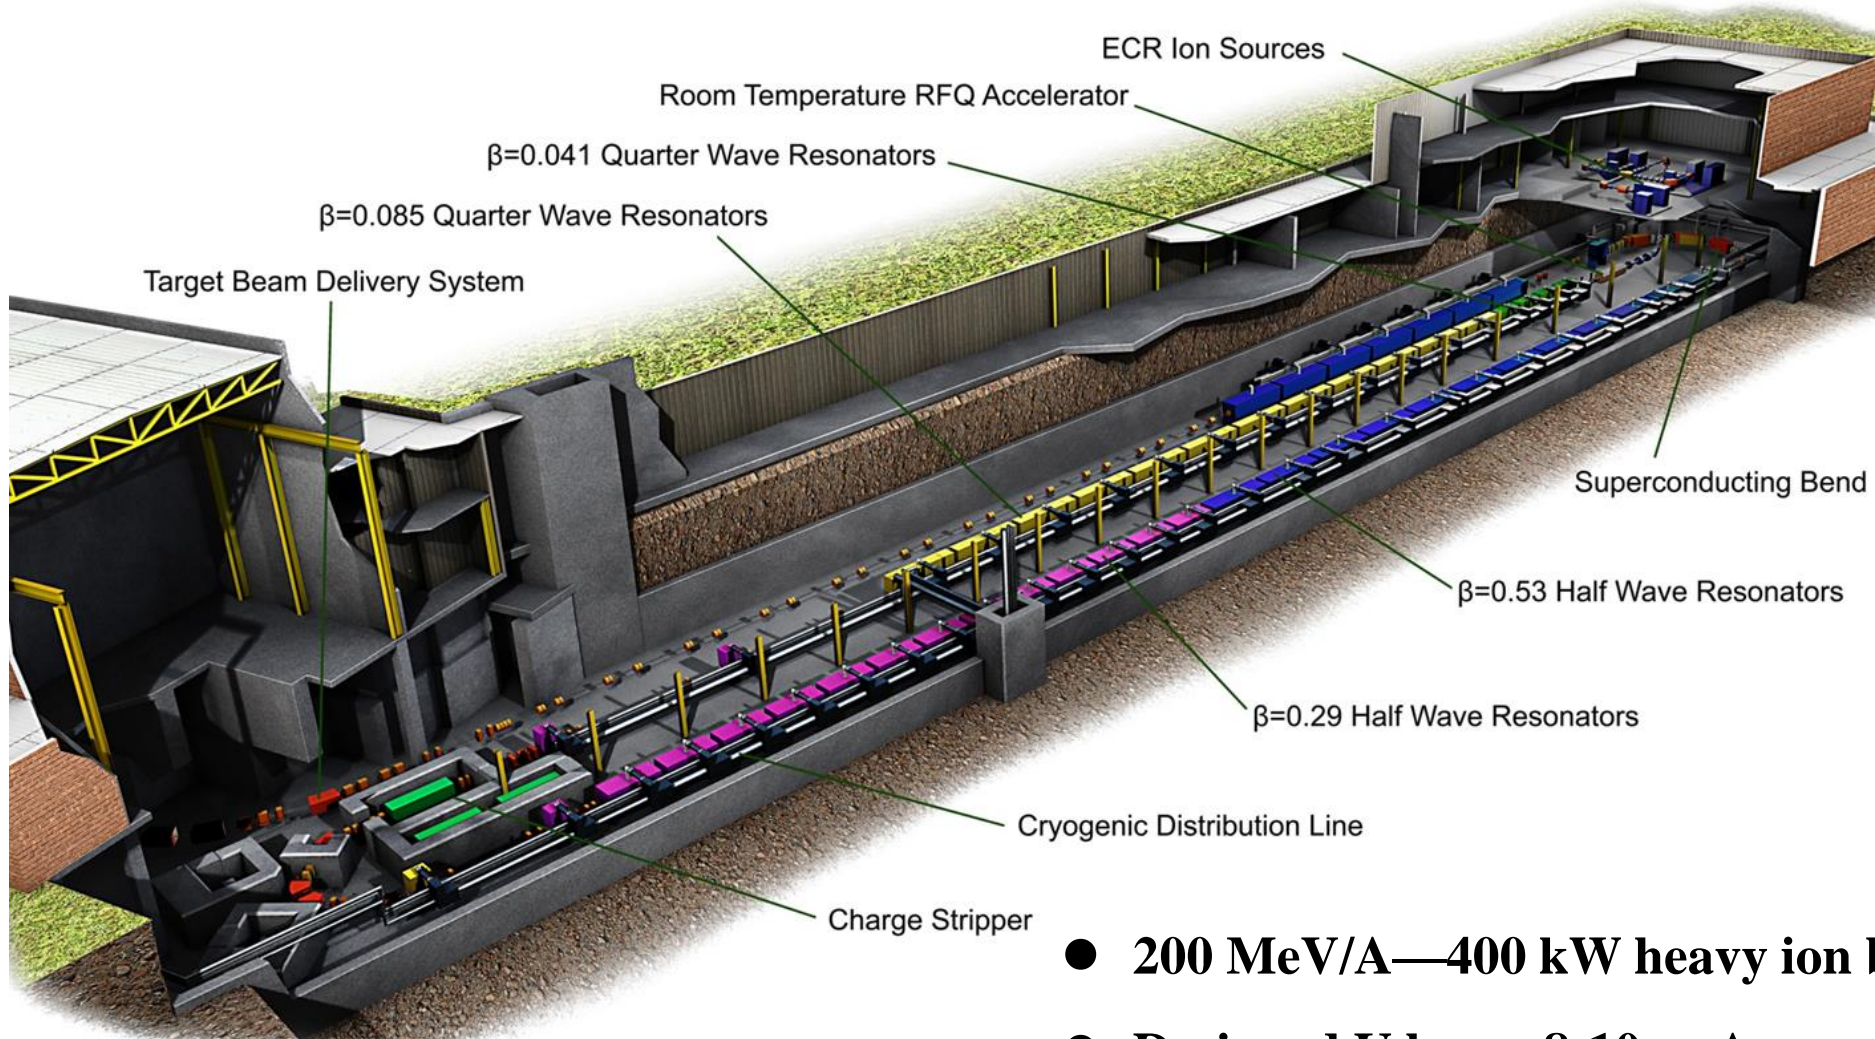 ECR Ion Sources
Room Temperature RFQ Accelerator
β=0.041 Quarter Wave Resonators
β=0.085 Quarter Wave Resonators
Target Beam Delivery System
Superconducting Bend
β=0.53 Half Wave Resonators
β=0.29 Half Wave Resonators
Cryogenic Distribution Line
Charge Stripper
● 200 MeV/A—400 kW heavy ion